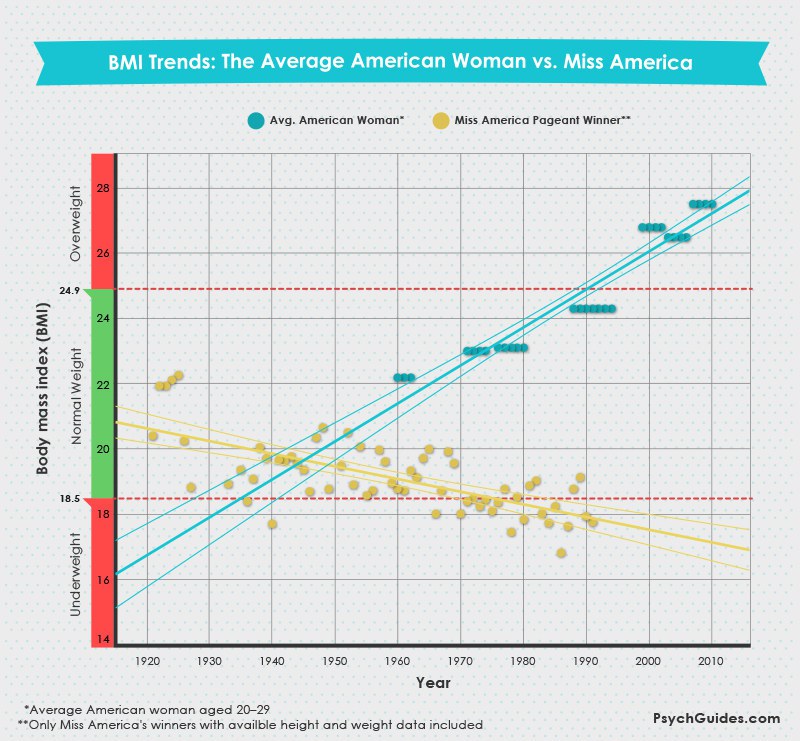 BMI Trends: The Average American Woman vs. Miss America
Avg. American Woman*
Miss America Pageant Winner**
Body mass index (BMI)
Overweight
Normal Weight
Underweight
28
26
24.9
24
22
20
18.5
18
16
14
1920 1930 1940 1950 1960 1970 1980 1990 2000 2010
Year
*Average American woman aged 20–29
**Only Miss America's winners with availble height and weight data included
PsychGuides.com